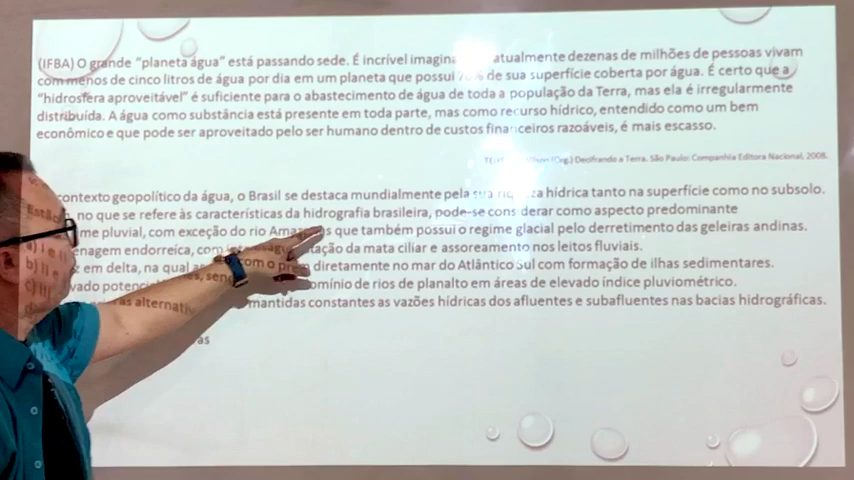 (IFBA) O grande "planeta água" está passando sede. É incrível atualmente dezenas de milhões de pessoas vivam
com menos de cinco litros de água por dia em um planeta que possui de sua superfície coberta por água. É certo que a
"hidrosfera aproveitável" é suficiente para o abastecimento de água de toda a população da Terra, mas ela é irregularmente
distribuída. A água como substância está presente em toda parte, mas como recurso hídrico, entendido como um bem
econômico e que pode ser aproveitado pelo ser humano dentro de custos financeiros razoáveis, é mais escasso.
(Org.) Decifrando a Terra. São Paulo: Companhia Editora Nacional, 2008.
contexto geopolítico da água, o Brasil se destaca mundialmente pela sua hídrica tanto na superfície como no subsolo.
no que se refere às características da hidrografia brasileira, pode-se considerar como aspecto predominante
pluvial, com exceção do rio que também possui o regime glacial pelo derretimento das geleiras andinas.
da mata ciliar e assoreamento nos leitos fluviais.
em delta, na qual diretamente no mar do Atlântico Sul com formação de ilhas sedimentares.
de rios de planalto em áreas de elevado índice pluviométrico.
mantidas constantes as vazões hídricos dos afluentes e subafluentes nas bacias hidrográficas.